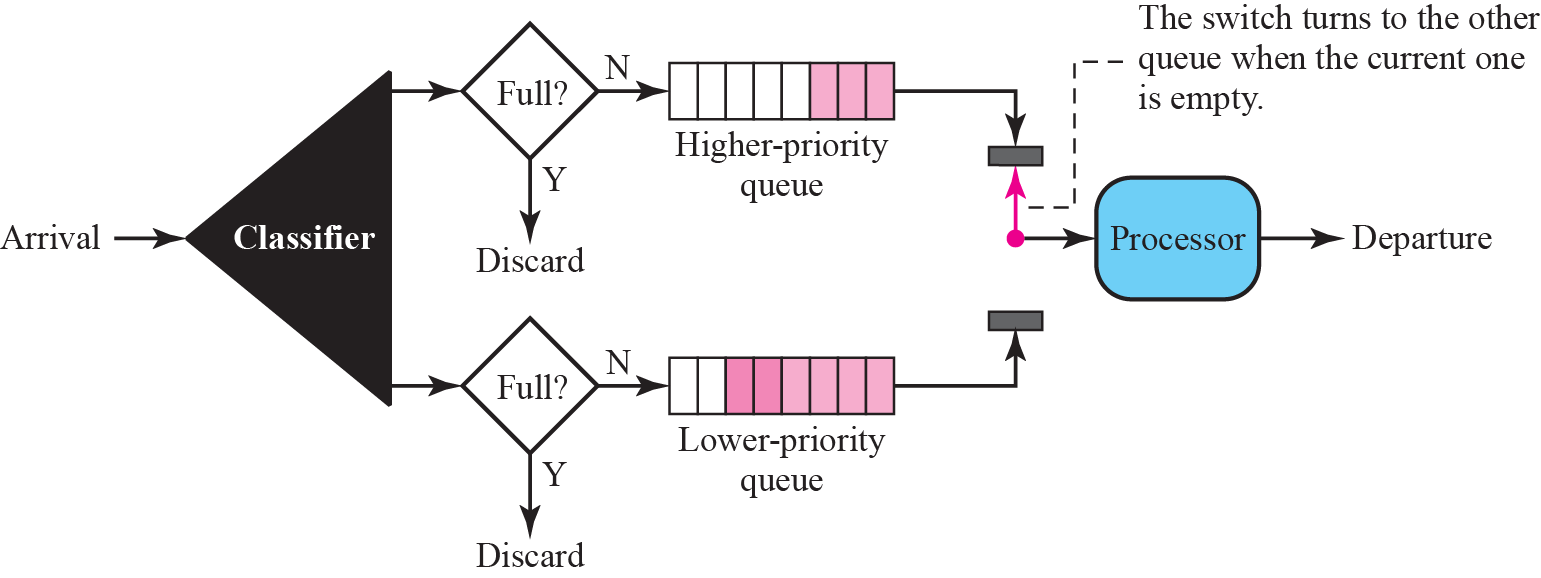 The switch turns to the other
queue when the current one
is empty.
Full?
N
Higher-priority
queue
Y
Discard
Arrival
Classifier
Processor
Departure
Full?
N
Lower-priority
queue
Y
Discard